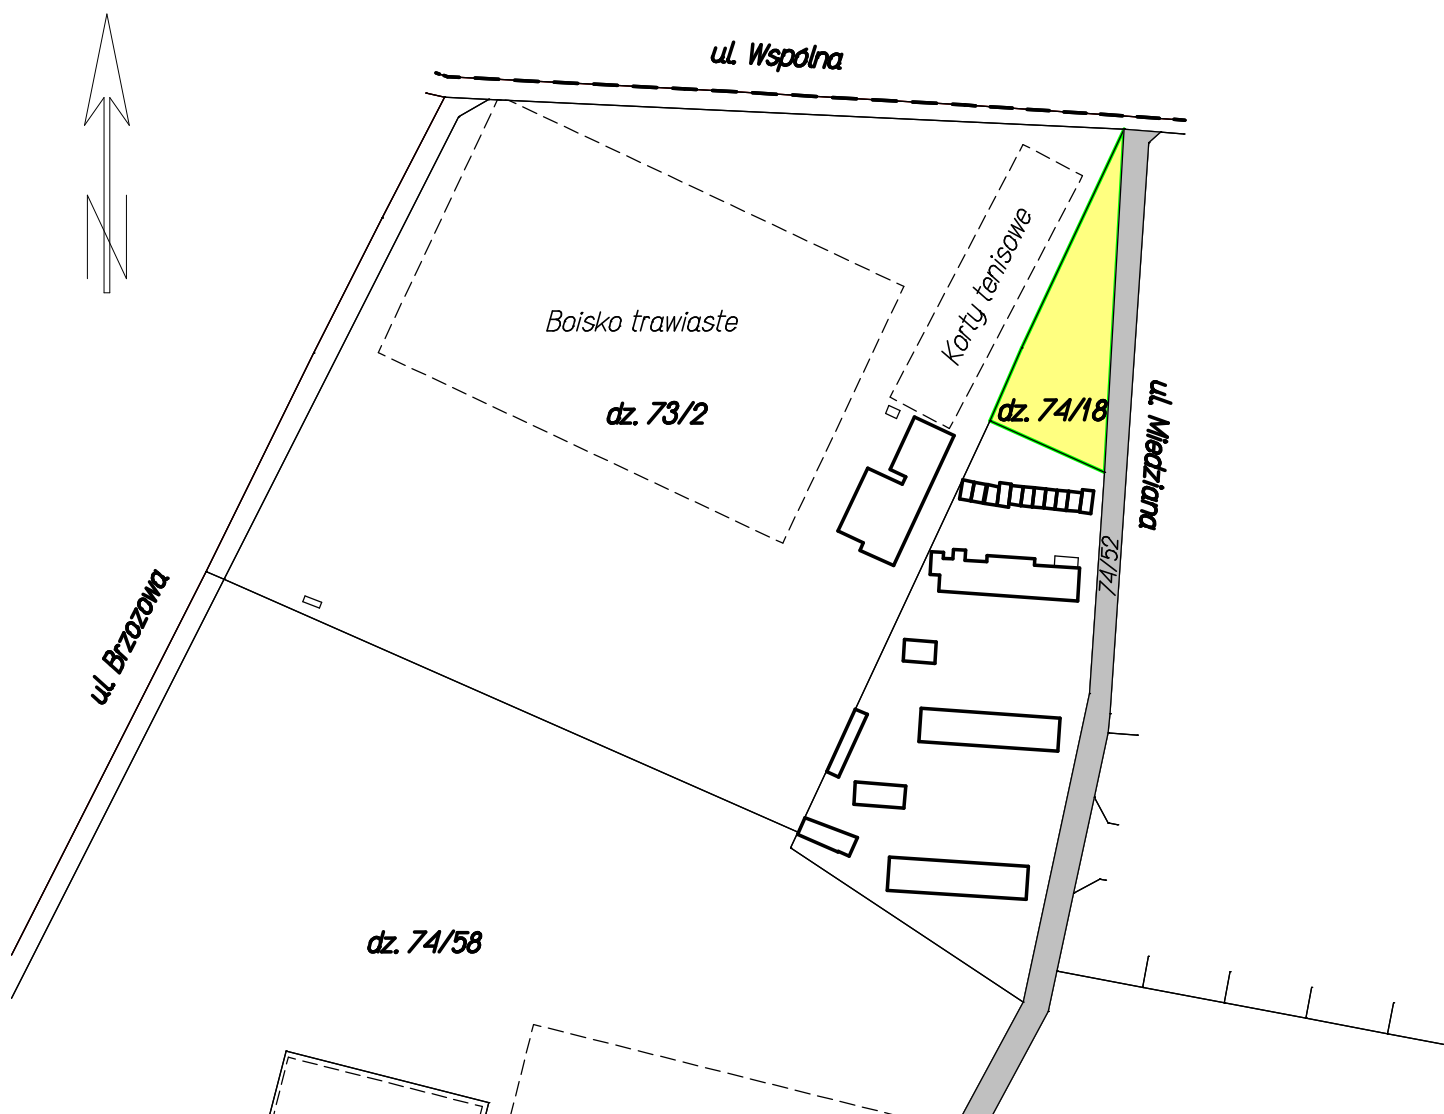 ul. Wspólna
N
Korty tenisowe
Boisko trawiaste
dz. 73/2
dz. 74/18
ul. Miedziana
74/52
ul. Brzozowa
dz. 74/58